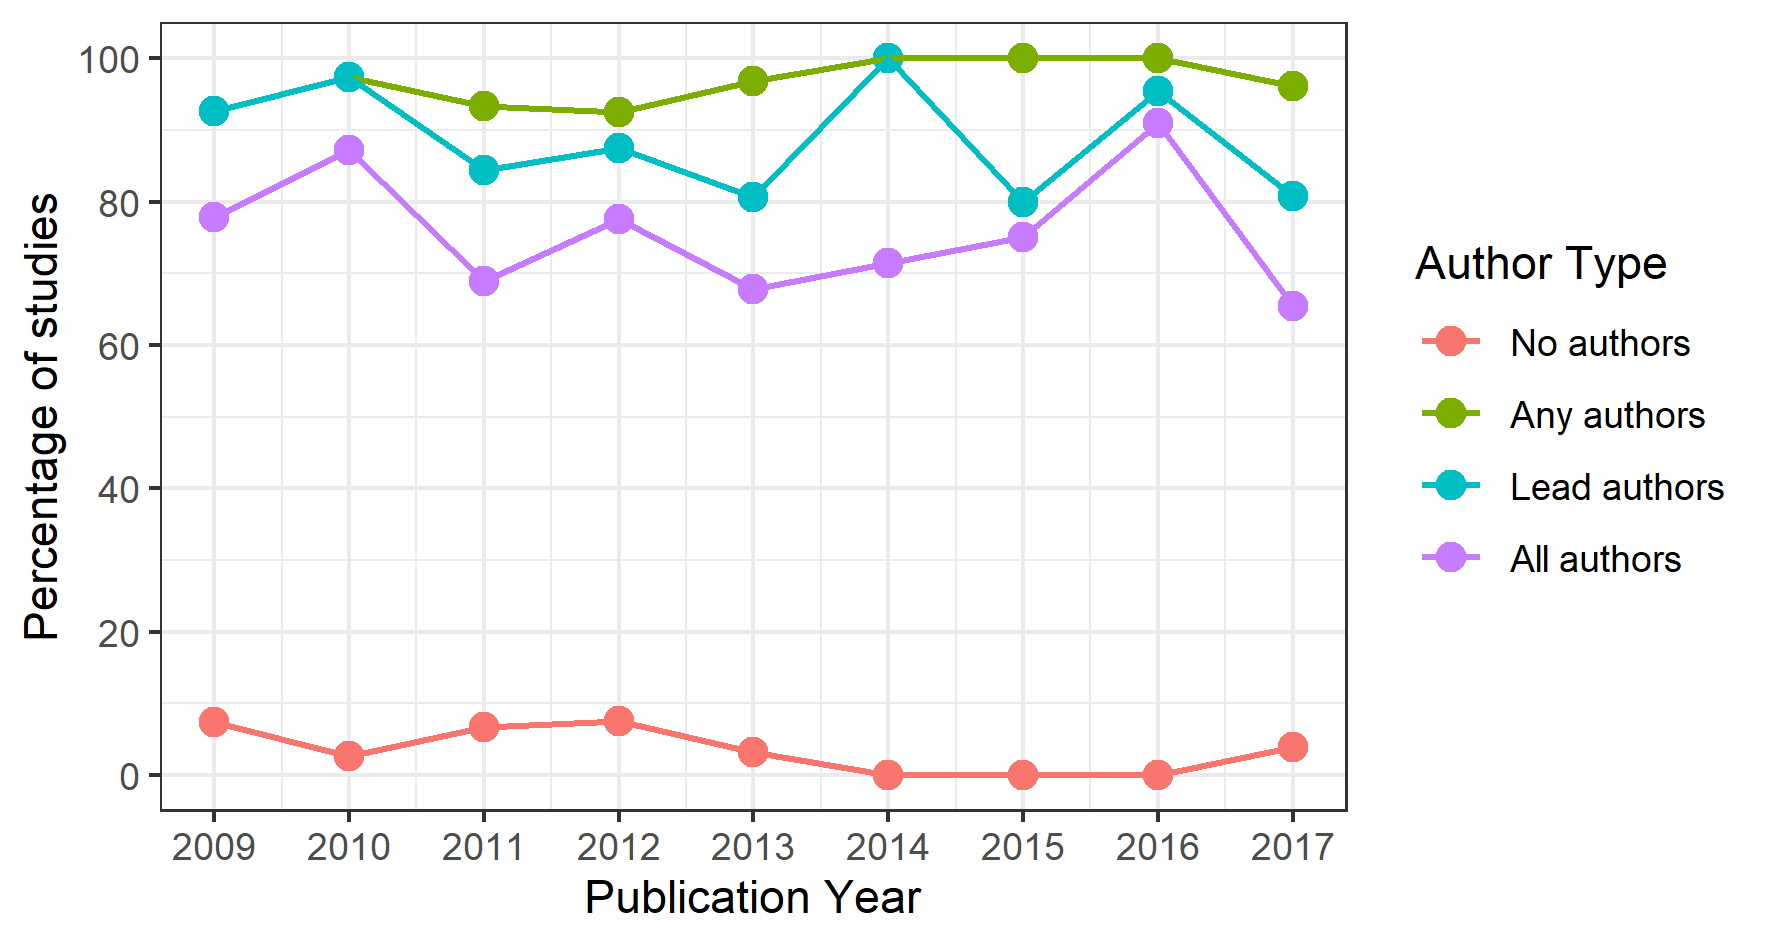 Percentage of studies
100
80
60
40
20
0
2009 2010 2011 2012 2013 2014 2015 2016 2017
Publication Year
Author Type
No authors
Any authors
Lead authors
All authors